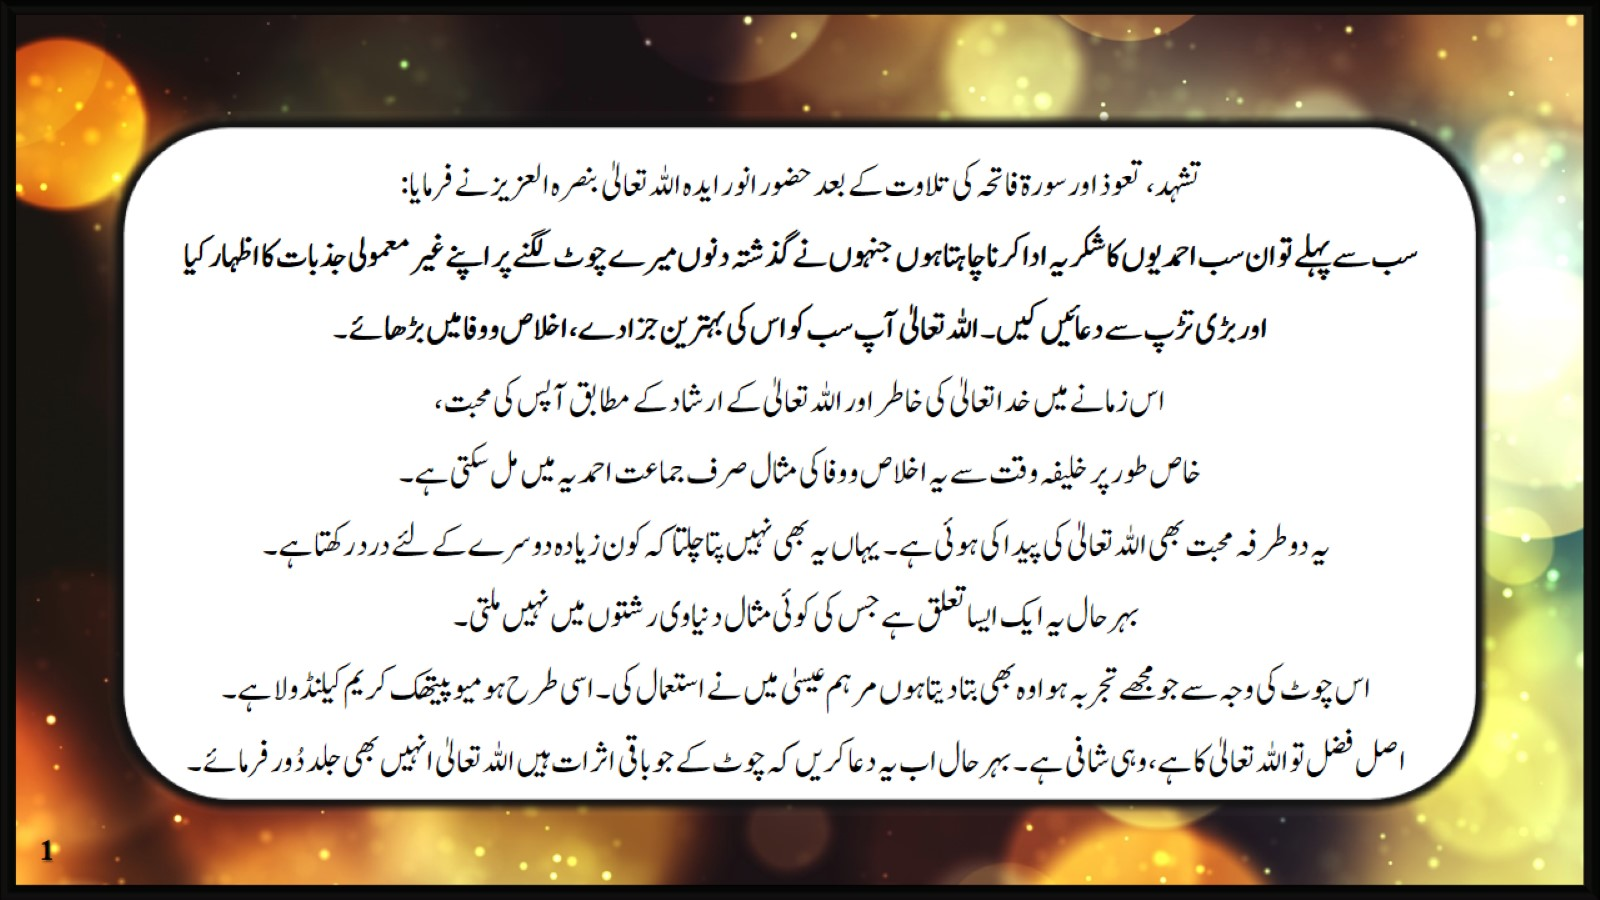 تشہد، تعوذ اور سورۃ فاتحہ کی تلاوت کے بعد حضور انور ایدہ اللہ تعالیٰ بنصرہ العزیز نے فرمایا:
سب سے پہلے تو ان سب احمدیوں کا شکریہ ادا کرنا چاہتا ہوں جنہوں نے گذشتہ دنوں میرے چوٹ لگنے پر اپنے غیر معمولی جذبات کا اظہار کیا
اور بڑی تڑپ سے دعائیں کیں۔ اللہ تعالیٰ آپ سب کو اس کی بہترین جزا دے، اخلاص و وفا میں بڑھائے۔
اس زمانے میں خدا تعالیٰ کی خاطر اور اللہ تعالیٰ کے ارشاد کے مطابق آپس کی محبت،
خاص طور پر خلیفہ وقت سے یہ اخلاص و وفا کی مثال صرف جماعت احمدیہ میں مل سکتی ہے۔
یہ دو طرفہ محبت بھی اللہ تعالیٰ کی پیدا کی ہوئی ہے۔ یہاں یہ بھی نہیں پتا چلتا کہ کون زیادہ دوسرے کے لئے درد رکھتا ہے۔
بہر حال یہ ایک ایسا تعلق ہے جس کی کوئی مثال دنیاوی رشتوں میں نہیں ملتی۔
اس چوٹ کی وجہ سے جو مجھے تجربہ ہوا وہ بھی بتا دیتا ہوں مرہم عیسیٰ میں نے استعمال کی۔ اسی طرح ہومیو پیتھک کریم کیلنڈولا ہے۔
اصل فضل تو اللہ تعالیٰ کا ہے، وہی شافی ہے۔ بہر حال اب یہ دعا کریں کہ چوٹ کے جو باقی اثرات ہیں اللہ تعالیٰ انہیں بھی جلد دُور فرمائے۔
1